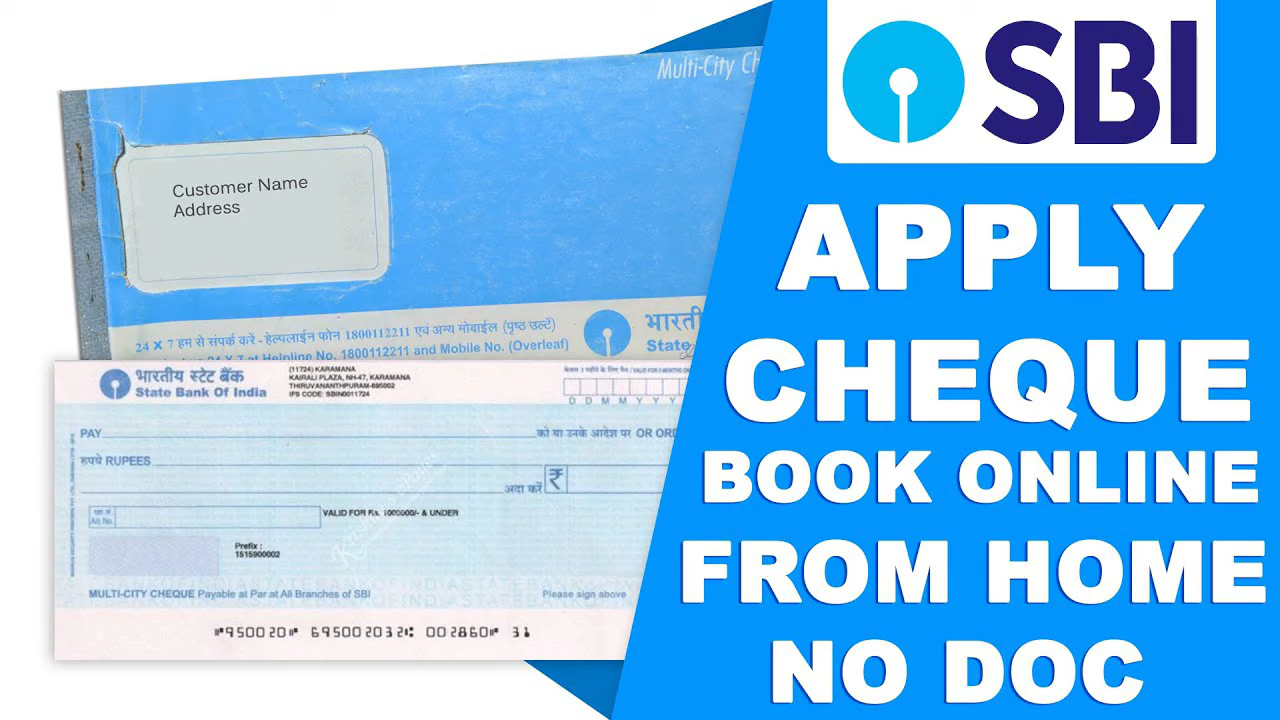 Multi-City
SBI
Customer Name
Address
APPLY
CHEQUE
BOOK ONLINE
FROM HOME
NO DOC
24 X 7 हम से संपर्क करें - हेल्पलाईन फोन 1800112211 एवं अन्य मोबाईल (पृष्ठ उल्टें)
24 X 7 at Helpline No. 1800112211 and Mobile No. (Overleaf)
State
भारतीय स्टेट बैंक
State Bank Of India
(11724) KARAMANA
KAIRALI PLAZA, NH-47, KARAMANA
THIRUVANANTHPURAM-695002
IFS CODE: SBIN0011724
D D M M Y Y Y
PAY
को या उनके आदेश पर OR
रुपये RUPEES
अदा करें ₹
A/c No.
VALID FOR Rs. 1000000/- & UNDER
Prefix :
1515900002
MULTI-CITY CHEQUE Payable at Par at All Branches of SBI
Please sign above
⑈950020⑈ 695002032⑆ 002860⑈ 31